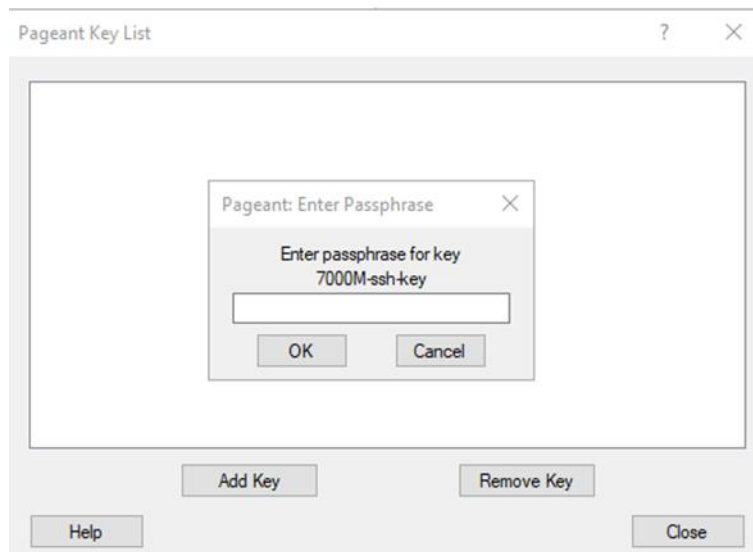 Pageant Key List ?
Pageant: Enter Passphrase
Enter passphrase for key
7000M-ssh-key
OK Cancel
Add Key Remove Key
Help Close